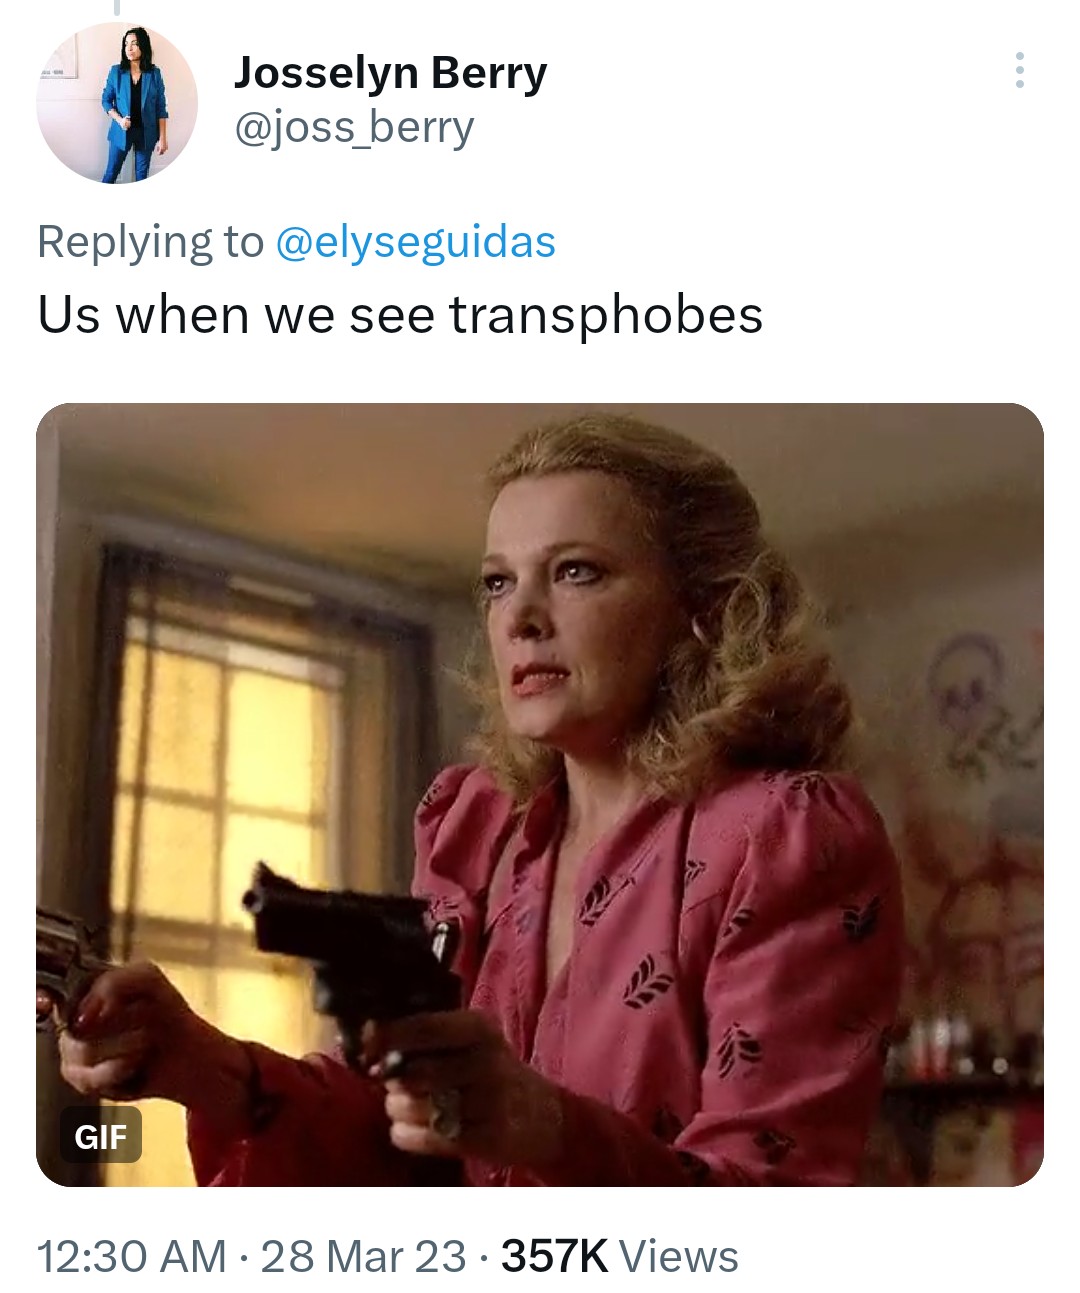 Josselyn Berry
@joss_berry
Replying to @elyseguidas
Us when we see transphobes
GIF
12:30 AM · 28 Mar 23 · 357K Views